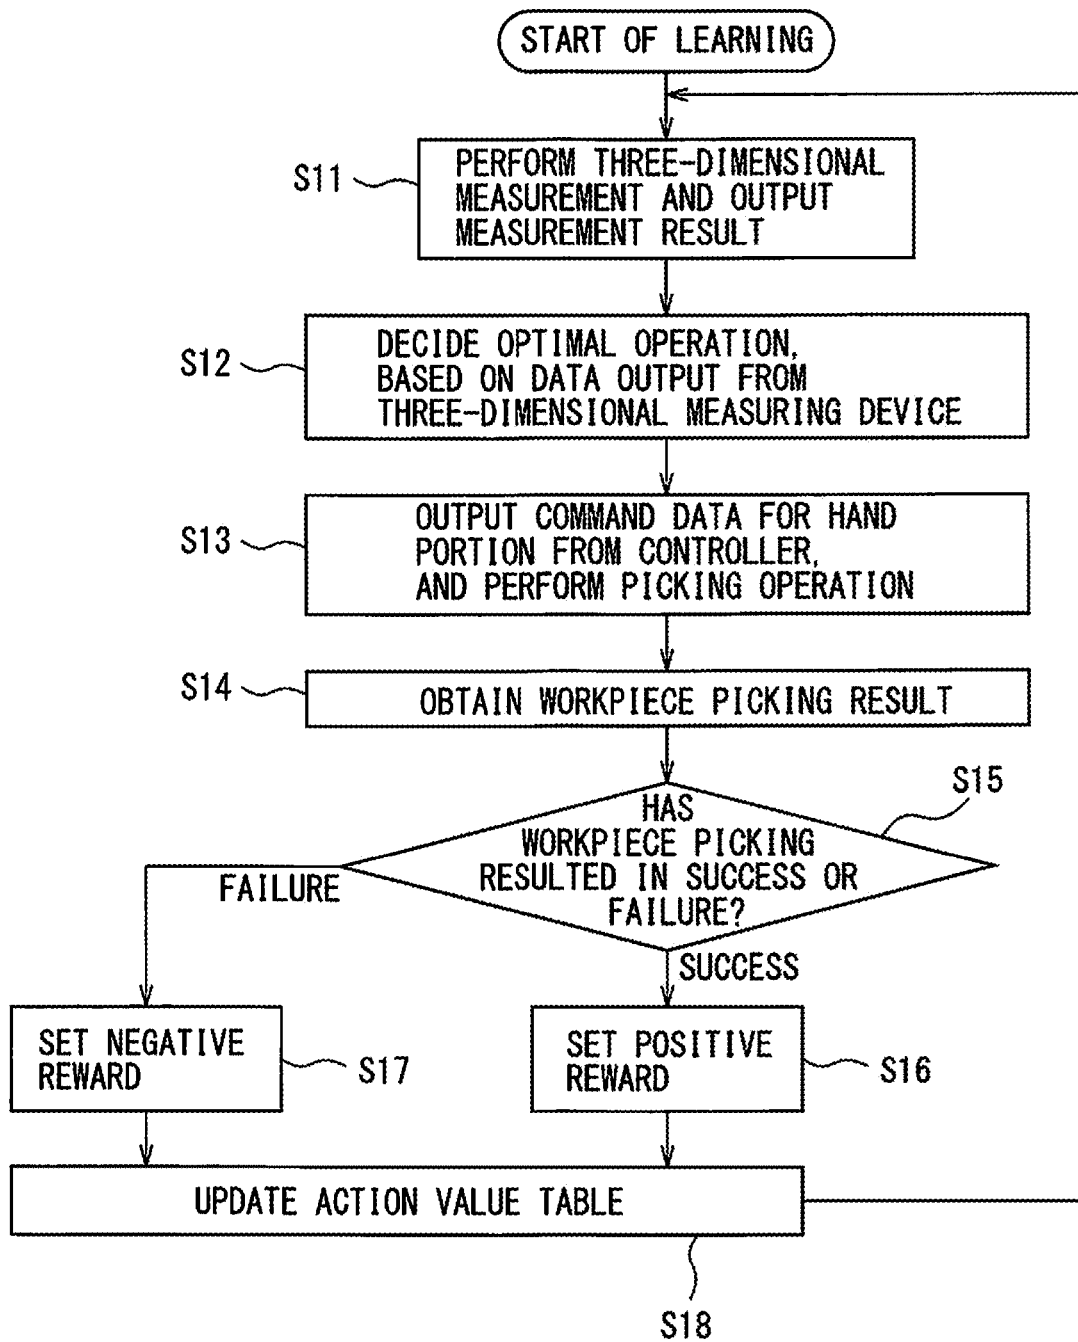 START OF LEARNING
S11
PERFORM THREE-DIMENSIONAL
MEASUREMENT AND OUTPUT
MEASUREMENT RESULT
S12
DECIDE OPTIMAL OPERATION,
BASED ON DATA OUTPUT FROM
THREE-DIMENSIONAL MEASURING DEVICE
S13
OUTPUT COMMAND DATA FOR HAND
PORTION FROM CONTROLLER,
AND PERFORM PICKING OPERATION
S14
OBTAIN WORKPIECE PICKING RESULT
S15
HAS
WORKPIECE PICKING
RESULTED IN SUCCESS OR
FAILURE?
FAILURE
SUCCESS
SET NEGATIVE
REWARD
S17
SET POSITIVE
REWARD
S16
UPDATE ACTION VALUE TABLE
S18